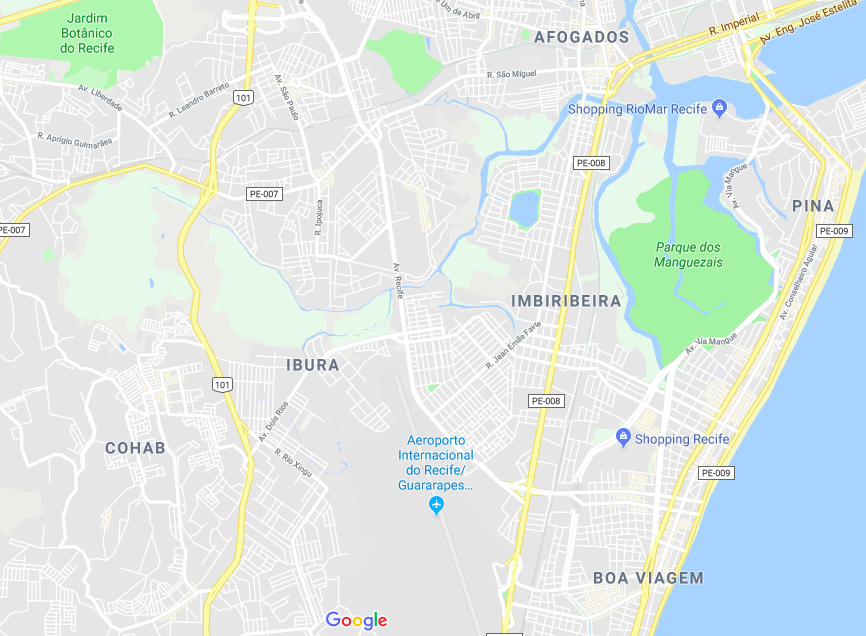 Um de Abril
Jardim
Botânico
do Recife
AFOGADOS
R. Imperial
Av. Eng. José Estelita
R. São Miguel
Av. São Paulo
R. Leandro Barreto
Av. Liberdade
101
Shopping RioMar Recife
R. Aprígio Guimarães
PE-008
Av. Via Mangue
PE-007
R. Ipojuca
PINA
PE-007
PE-009
Parque dos
Manguezais
Av. Conselheiro Aguiar
Av. Recife
IMBIRIBEIRA
R. Jean Emile Favre
Av. Via Mangue
IBURA
101
PE-008
Av. Dois Rios
COHAB
Aeroporto
Internacional
do Recife/
Guararapes...
Shopping Recife
R. Rio Xingu
PE-009
BOA VIAGEM
Google